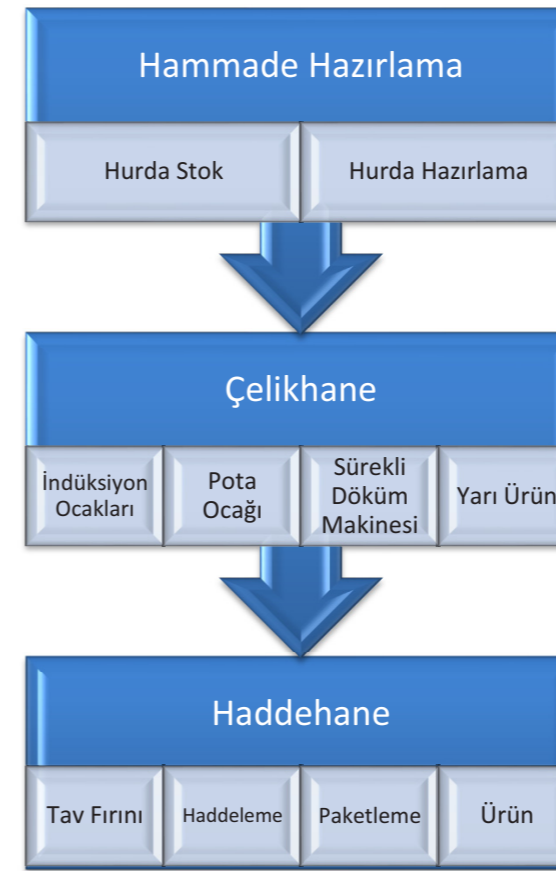 Hammade Hazırlama
Hurda Stok
Hurda Hazırlama
Çelikhane
İndüksiyon
Ocakları
Pota
Ocağı
Sürekli
Döküm
Makinesi
Yarı Ürün
Haddehane
Tav Fırını
Haddeleme
Paketleme
Ürün